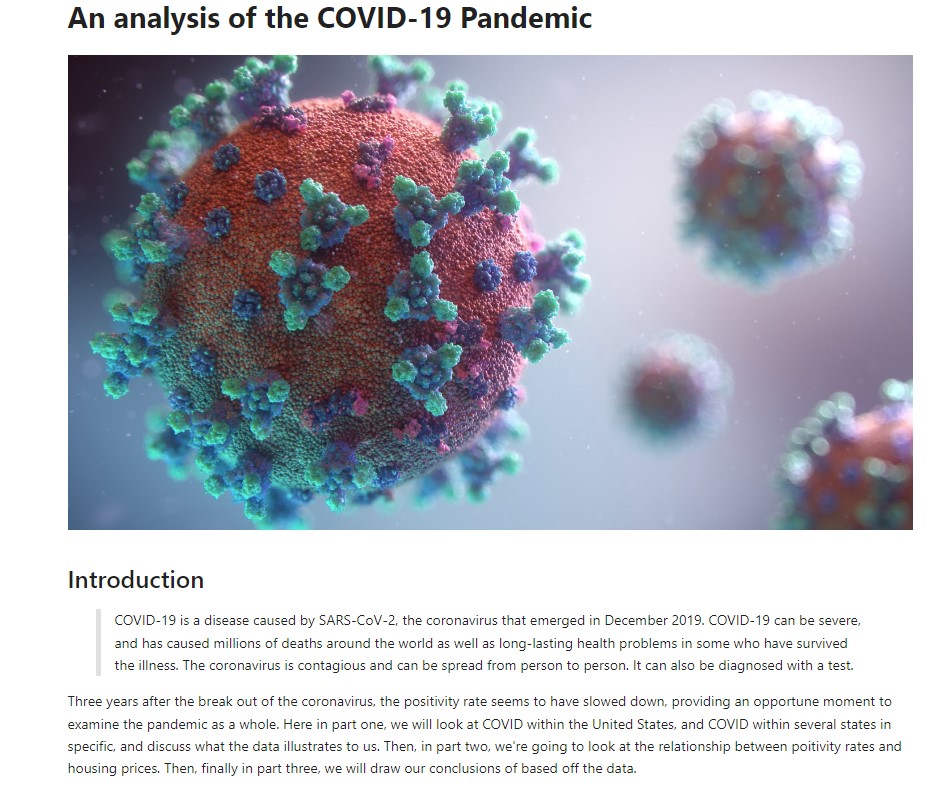 An analysis of the COVID-19 Pandemic
Introduction
COVID-19 is a disease caused by SARS-CoV-2, the coronavirus that emerged in December 2019. COVID-19 can be severe,
and has caused millions of deaths around the world as well as long-lasting health problems in some who have survived
the illness. The coronavirus is contagious and can be spread from person to person. It can also be diagnosed with a test.
Three years after the break out of the coronavirus, the positivity rate seems to have slowed down, providing an opportune moment to
examine the pandemic as a whole. Here in part one, we will look at COVID within the United States, and COVID within several states in
specific, and discuss what the data illustrates to us. Then, in part two, we're going to look at the relationship between poitivity rates and
housing prices. Then, finally in part three, we will draw our conclusions of based off the data.